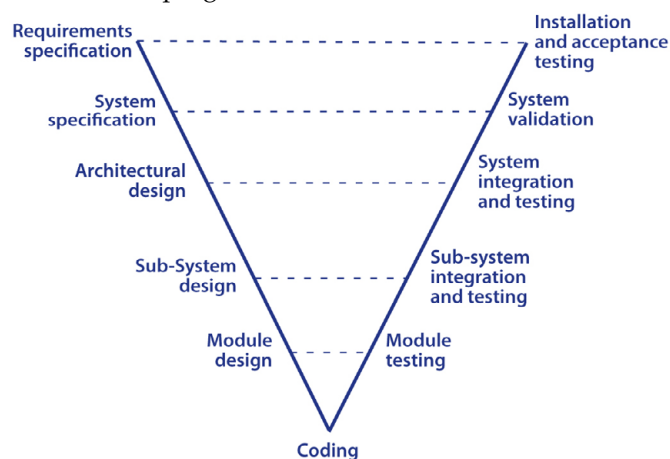 Requirements
specification
Installation
and acceptance
testing
System
specification
System
validation
Architectural
design
System
integration
and testing
Sub-System
design
Sub-system
integration
and testing
Module
design
Module
testing
Coding